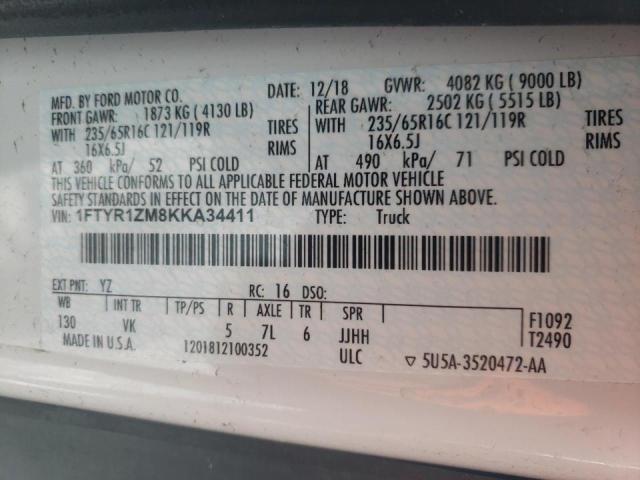 MFD. BY FORD MOTOR CO.
DATE: 12/18 GVWR: 4082 KG ( 9000 LB)
FRONT GAWR: 1873 KG ( 4130 LB)
REAR GAWR: 2502 KG ( 5515 LB)
WITH 235/65R16C 121/119R TIRES
WITH 235/65R16C 121/119R TIRES
16X6.5J RIMS
16X6.5J RIMS
AT 360 kPa/ 52 PSI COLD
AT 490 kPa/ 71 PSI COLD
THIS VEHICLE CONFORMS TO ALL APPLICABLE FEDERAL MOTOR VEHICLE
SAFETY STANDARDS IN EFFECT ON THE DATE OF MANUFACTURE SHOWN ABOVE.
VIN: 1FTYR1ZM8KKA34411 TYPE: Truck
EXT PNT: YZ RC: 16 DSO:
WB INT TR TP/PS R AXLE TR SPR
130 VK 5 7L 6 JJHH
F1092
T2490
MADE IN U.S.A. 1201812100352 ULC ▽ 5U5A-3520472-AA